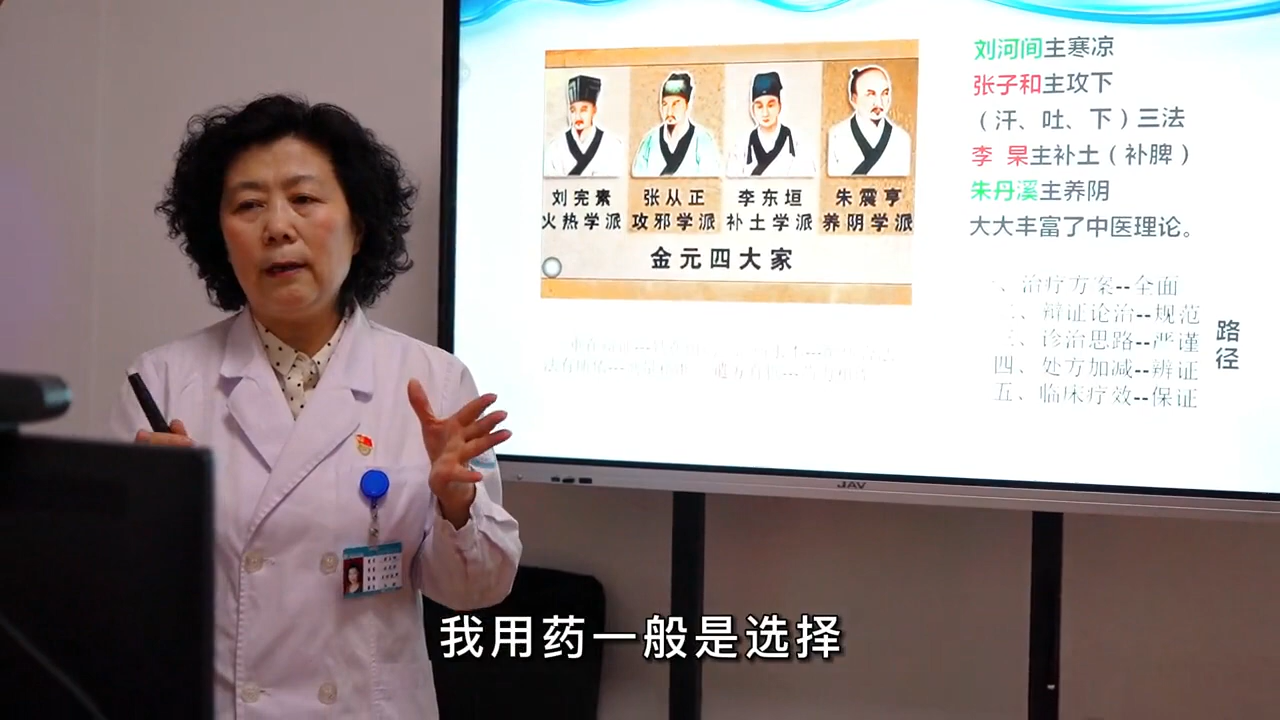 刘河间主寒凉
张子和主攻下
（汗、吐、下）三法
李 杲主补土（补脾）
朱丹溪主养阴
大大丰富了中医理论。
刘完素 张从正 李东垣 朱震亨
火热学派 攻邪学派 补土学派 养阴学派
金元四大家
一、治疗方案--全面
二、辩证论治--规范
三、诊治思路--严谨
四、处方加减--辨证
五、临床疗效--保证
路径
JAV
我用药一般是选择